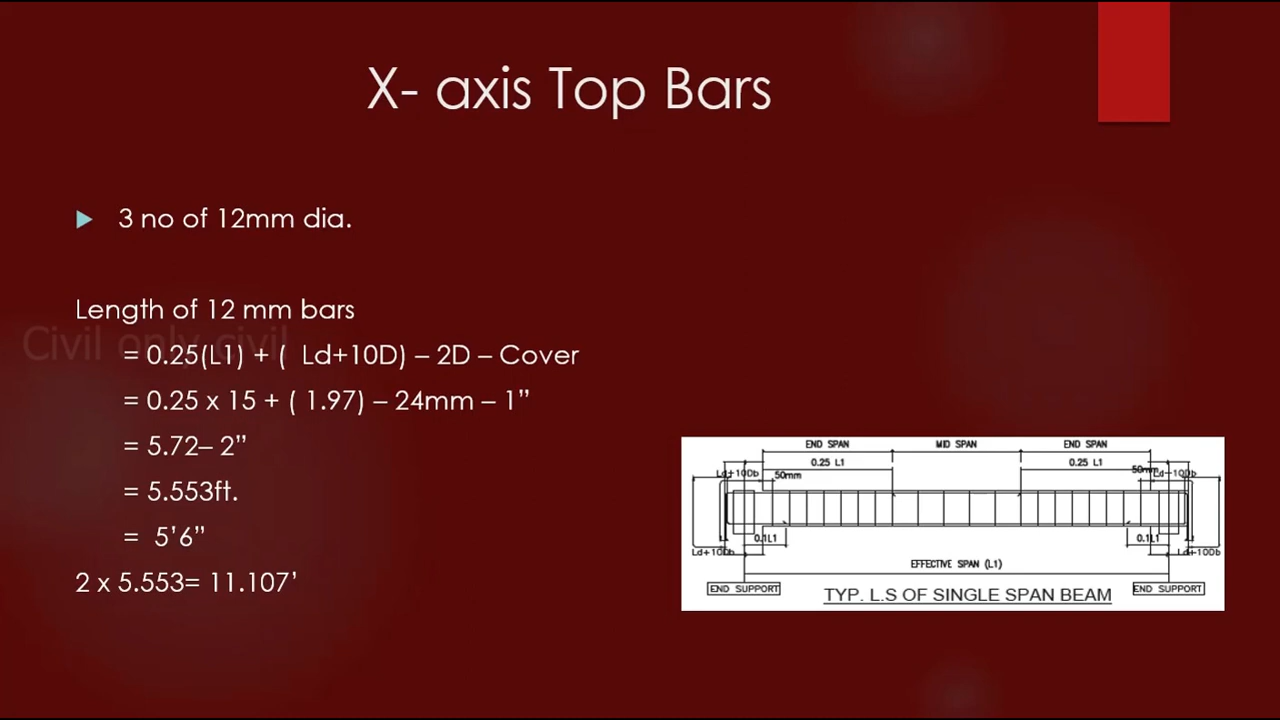 X- axis Top Bars
3 no of 12mm dia.
Length of 12 mm bars
Civil only civil
= 0.25(L1) + (  Ld+10D) – 2D – Cover
= 0.25 x 15 + ( 1.97) – 24mm – 1”
= 5.72– 2”
= 5.553ft.
=  5’6”
2 x 5.553= 11.107’
END SPAN MID SPAN END SPAN
0.25 L1 0.25 L1
Ld+10Db 50mm 50mm Ld+10Db
0.1L1 0.1L1
Ld+10Db Ld+10Db
EFFECTIVE SPAN (L1)
END SUPPORT END SUPPORT
TYP. L.S OF SINGLE SPAN BEAM